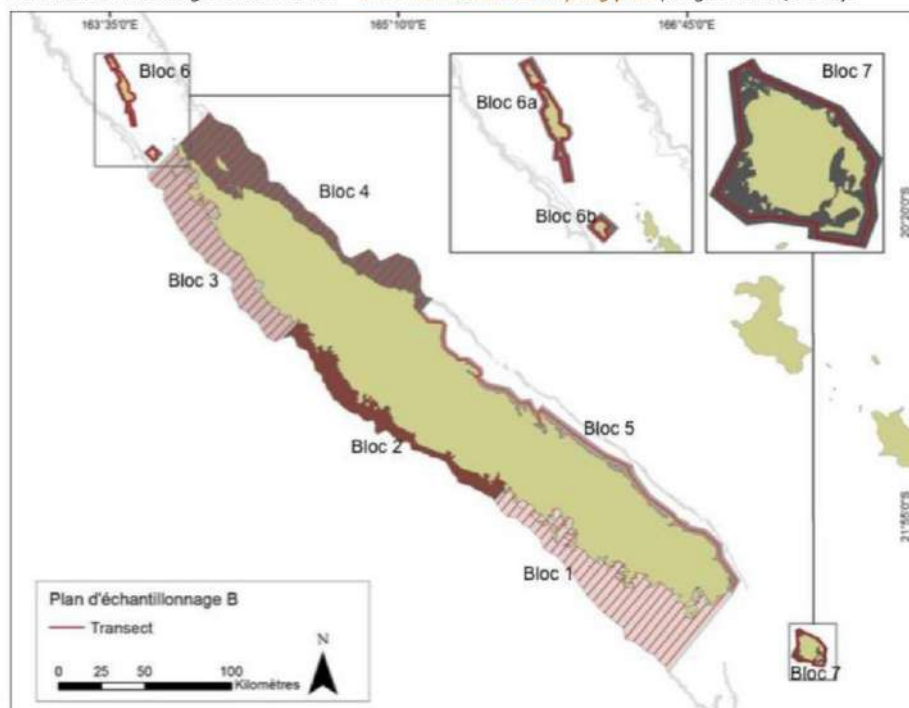 163°35'0"E 165°10'0"E 166°45'0"E
Bloc 6
Bloc 6a
Bloc 6b
Bloc 7
20°20'0"S
Bloc 4
Bloc 3
Bloc 2
Bloc 5
21°55'0"S
Bloc 1
Plan d'échantillonnage B
Transect
N
0 25 50 100
Kilomètres
Bloc 7